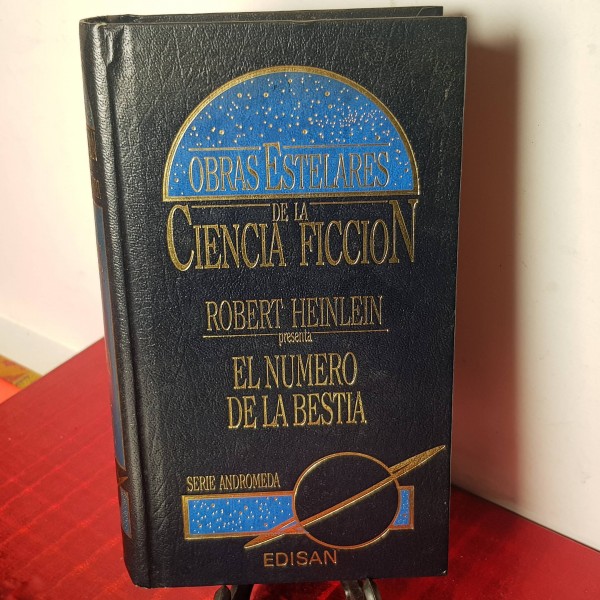 OBRAS ESTELARES
DE LA
CIENCIA FICCION
ROBERT HEINLEIN
presenta
EL NUMERO
DE LA BESTIA
SERIE ANDROMEDA
EDISAN